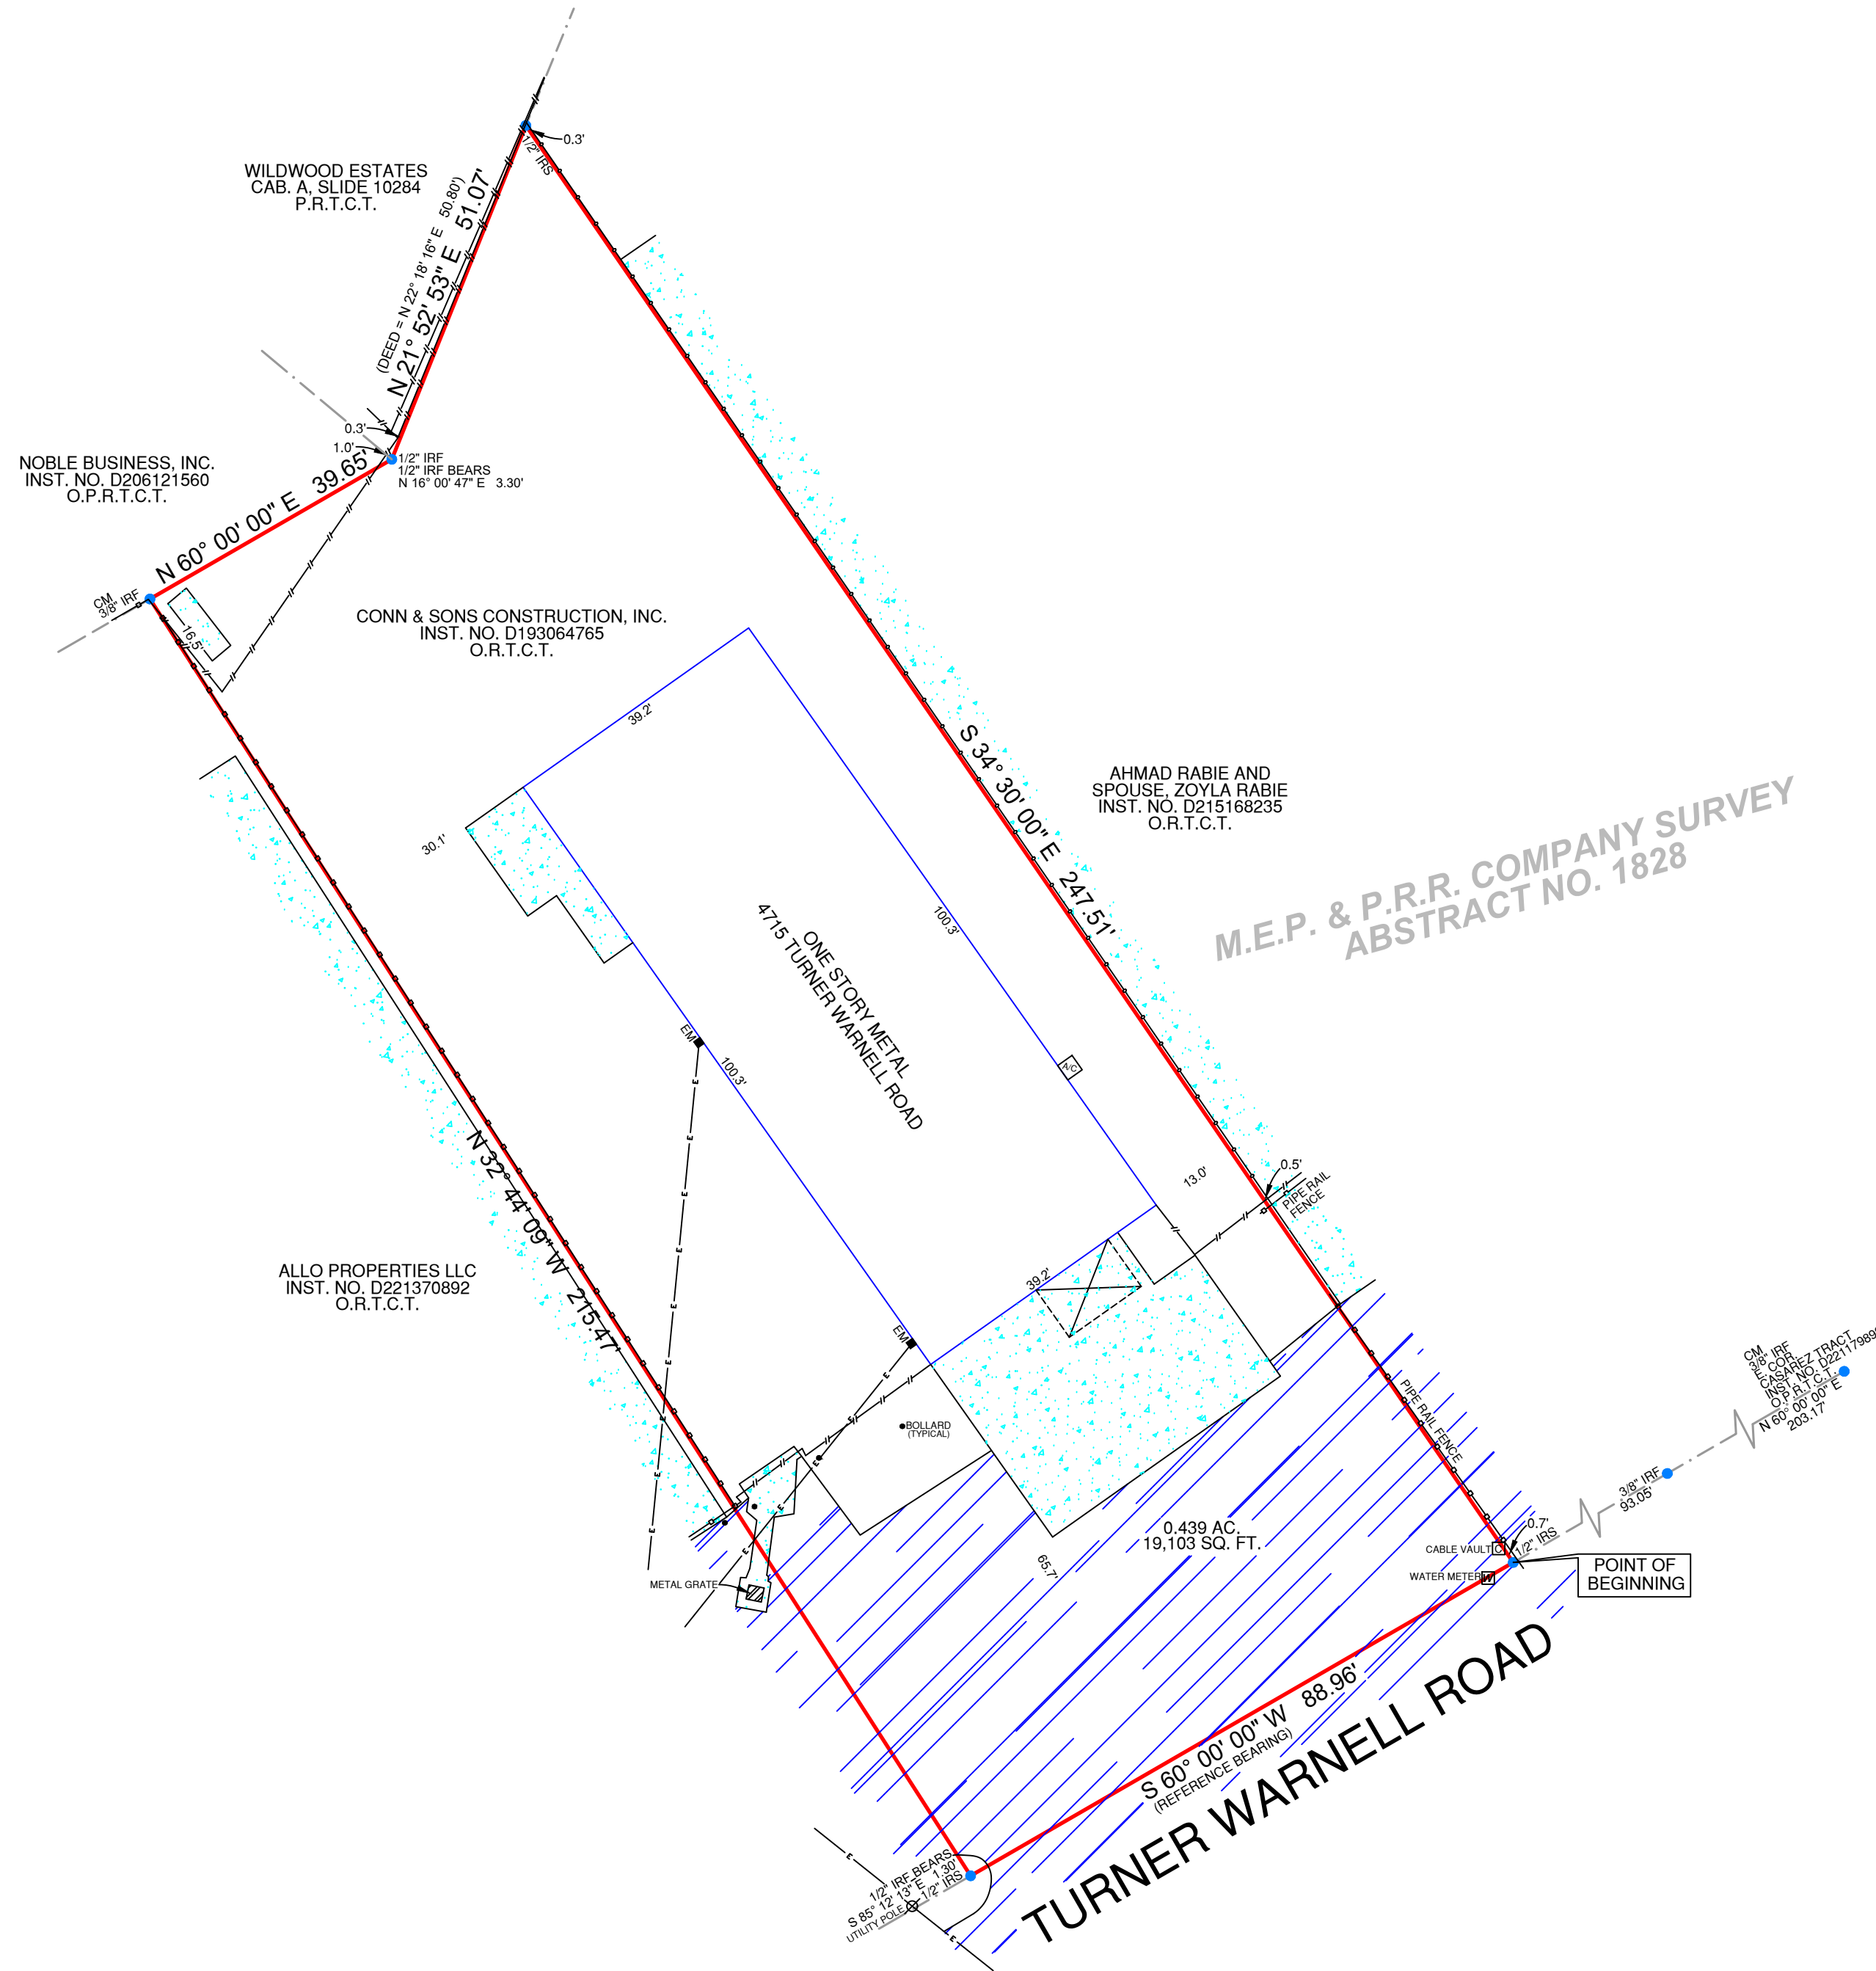 0.3'
1/2" IRS
WILDWOOD ESTATES
CAB. A, SLIDE 10284
P.R.T.C.T.
(DEED = N 22° 18' 16" E 50.80')
N 21° 52' 53" E 51.07'
0.3'
1.0'
1/2" IRF
1/2" IRF BEARS
N 16° 00' 47" E 3.30'
NOBLE BUSINESS, INC.
INST. NO. D206121560
O.P.R.T.C.T.
N 60° 00' 00" E 39.65'
CM
3/8" IRF
16.5'
CONN & SONS CONSTRUCTION, INC.
INST. NO. D193064765
O.R.T.C.T.
39.2'
30.1'
S 34° 30' 00" E 247.51'
AHMAD RABIE AND
SPOUSE, ZOYLA RABIE
INST. NO. D215168235
O.R.T.C.T.
M.E.P. & P.R.R. COMPANY SURVEY
ABSTRACT NO. 1828
100.3'
ONE STORY METAL
4715 TURNER WARNELL ROAD
EM
100.3'
A/C
13.0'
0.5'
PIPE RAIL
FENCE
N 32° 44' 09" W 215.47'
ALLO PROPERTIES LLC
INST. NO. D221370892
O.R.T.C.T.
39.2'
EM
BOLLARD
(TYPICAL)
PIPE RAIL FENCE
CM
3/8" IRF
E. COR.
CASAREZ TRACT
O.P.R.T.C.T.
N 60° 00' 00" E
203.17'
3/8" IRF
93.05'
0.439 AC.
19,103 SQ. FT.
65.7'
0.7'
1/2" IRS
CABLE VAULT
C
WATER METER
W
POINT OF
BEGINNING
METAL GRATE
S 60° 00' 00" W 88.96'
(REFERENCE BEARING)
TURNER WARNELL ROAD
1/2" IRF BEARS
S 85° 12' 13" E 1.30'
1/2" IRS
UTILITY POLE